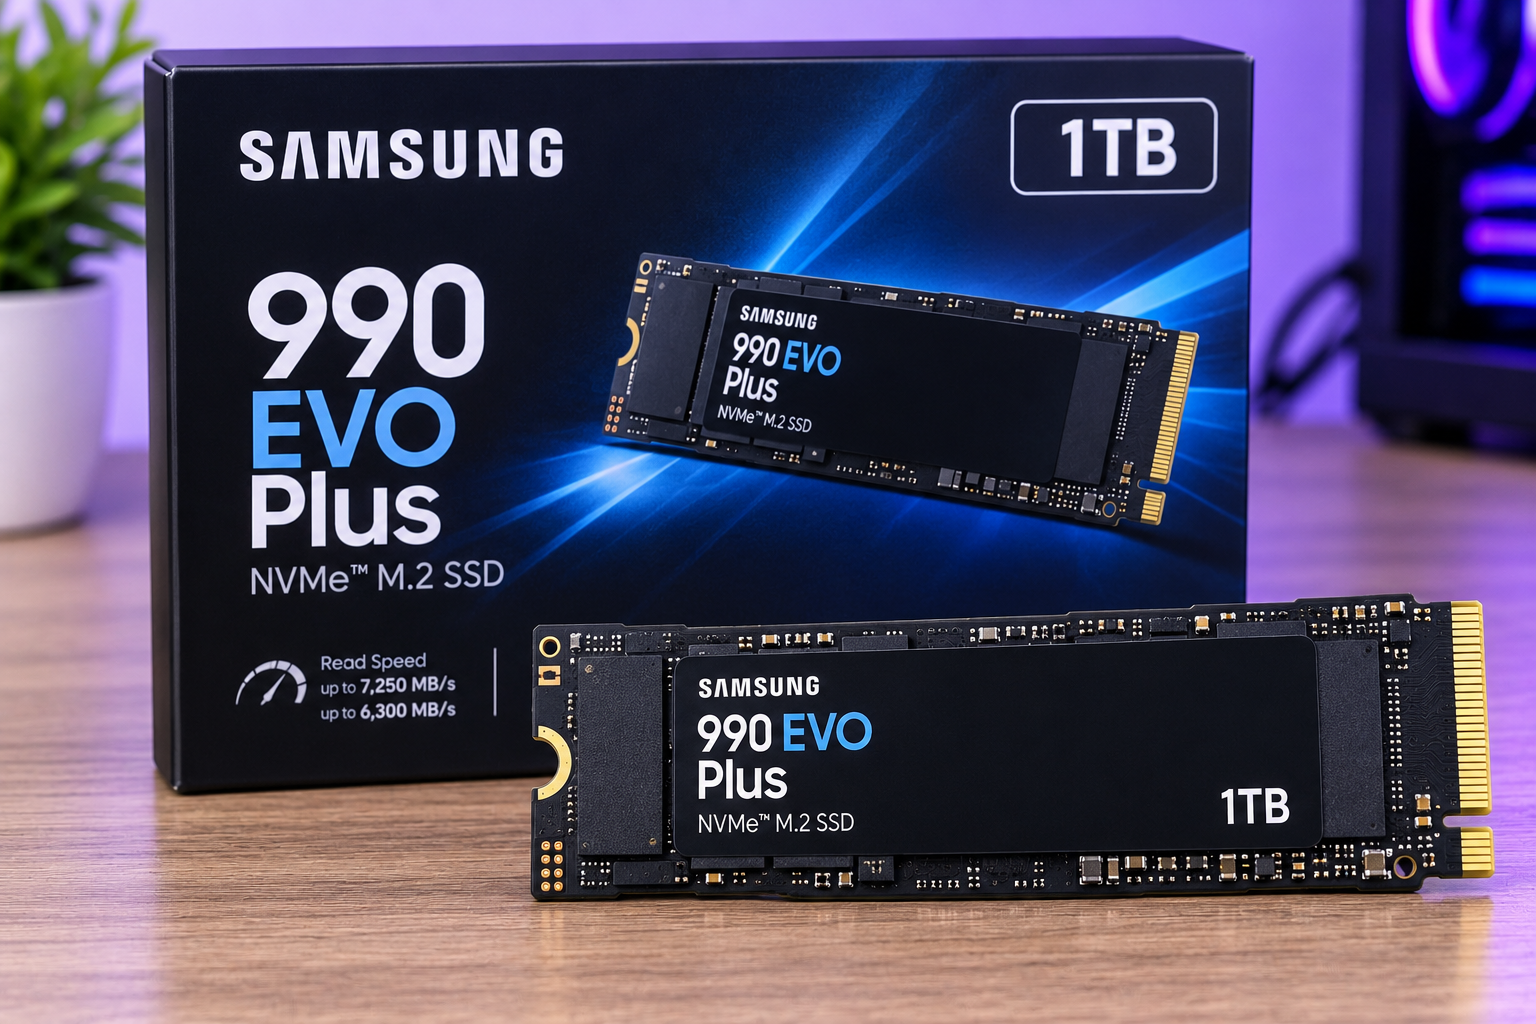 SAMSUNG
1TB
990
EVO
Plus
NVMe™ M.2 SSD
Read Speed
up to 7,250 MB/s
up to 6,300 MB/s
SAMSUNG
990 EVO
Plus
NVMe™ M.2 SSD
SAMSUNG
990 EVO
Plus
NVMe™ M.2 SSD
1TB